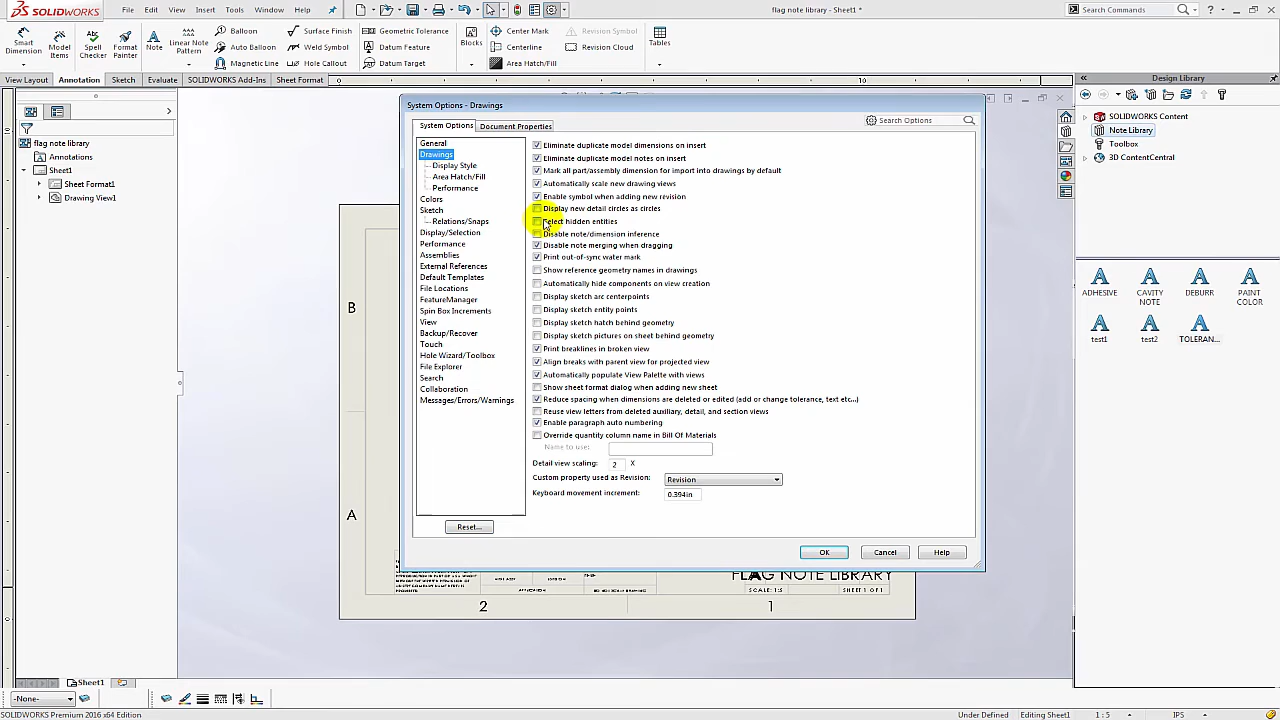 SOLIDWORKS File Edit View Insert Tools Window Help flag note library - Sheet1 * Search Commands
Smart Dimension Model Items Spell Checker Format Painter Note Linear Note Pattern Balloon Auto Balloon Magnetic Line Surface Finish Weld Symbol Hole Callout Geometric Tolerance Datum Feature Datum Target Blocks Center Mark Centerline Area Hatch/Fill Revision Symbol Revision Cloud Tables
View Layout Annotation Sketch Evaluate SOLIDWORKS Add-Ins Sheet Format 0 10 Design Library
flag note library
Annotations
Sheet1
Sheet Format1
Drawing View1
System Options - Drawings
System Options Document Properties Search Options
General
Drawings
Display Style
Area Hatch/Fill
Performance
Colors
Sketch
Relations/Snaps
Display/Selection
Performance
Assemblies
External References
Default Templates
File Locations
FeatureManager
Spin Box Increments
View
Backup/Recover
Touch
Hole Wizard/Toolbox
File Explorer
Search
Collaboration
Messages/Errors/Warnings
Reset...
Eliminate duplicate model dimensions on insert
Eliminate duplicate model notes on insert
Mark all part/assembly dimension for import into drawings by default
Automatically scale new drawing views
Enable symbol when adding new revision
Display new detail circles as circles
Select hidden entities
Disable note/dimension inference
Disable note merging when dragging
Print out-of-sync water mark
Show reference geometry names in drawings
Automatically hide components on view creation
Display sketch arc centerpoints
Display sketch entity points
Display sketch hatch behind geometry
Display sketch pictures on sheet behind geometry
Print breaklines in broken view
Align breaks with parent view for projected view
Automatically populate View Palette with views
Show sheet format dialog when adding new sheet
Reduce spacing when dimensions are deleted or edited (add or change tolerance, text etc...)
Reuse view letters from deleted auxiliary, detail, and section views
Enable paragraph auto numbering
Override quantity column name in Bill Of Materials
Name to use:
Detail view scaling: 2 X
Custom property used as Revision: Revision
Keyboard movement increment: 0.394in
OK Cancel Help
SOLIDWORKS Content
Note Library
Toolbox
3D ContentCentral
ADHESIVE CAVITY NOTE DEBURR PAINT COLOR
test1 test2 TOLERAN...
B
A
FLAG NOTE LIBRARY
SCALE: 1:5 SHEET 1 OF 1
2 1
Sheet1
-None-
SOLIDWORKS Premium 2016 x64 Edition Under Defined Editing Sheet1 1 : 5 IPS